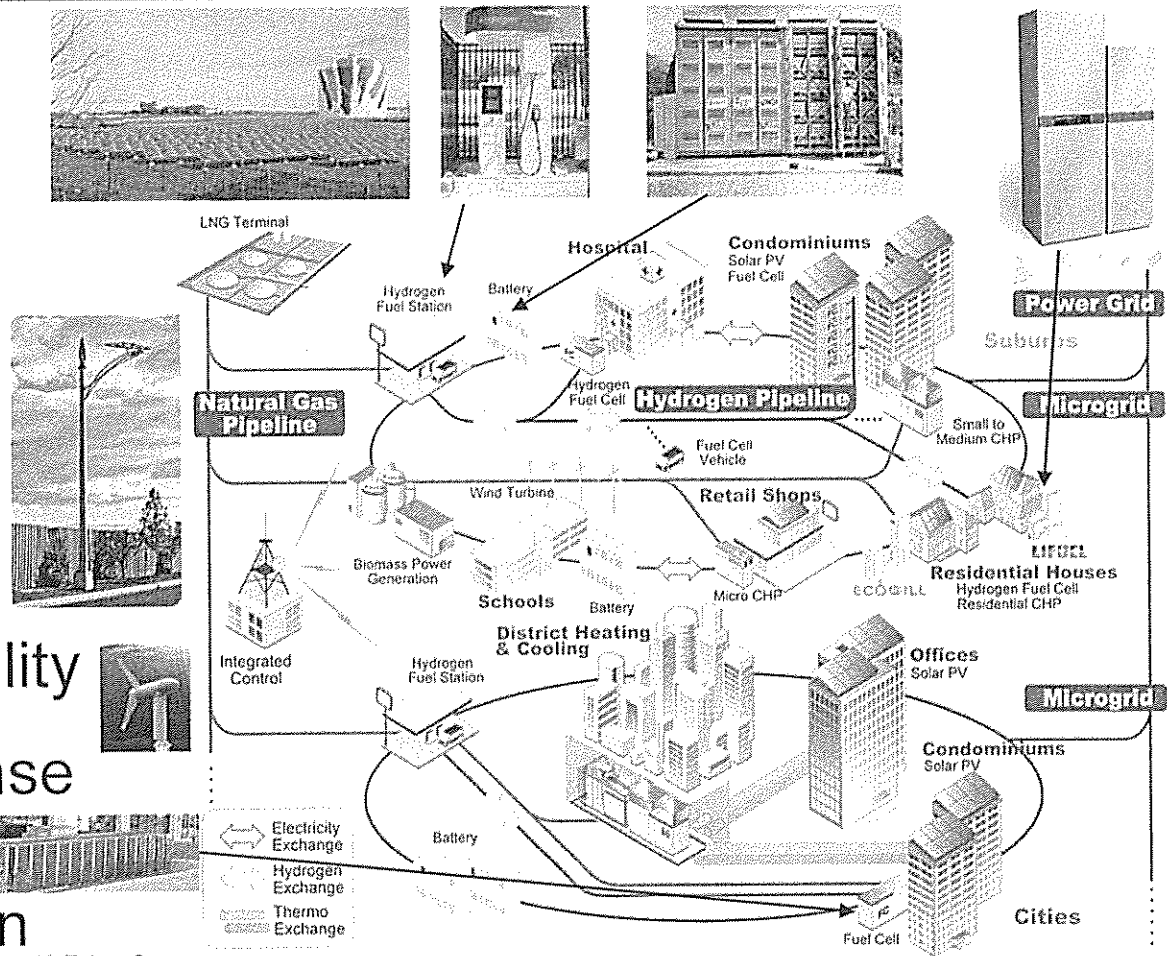 LNG Terminal
Hydrogen
Fuel Station
Battery
Hospital
Condominiums
Solar PV
Fuel Cell
Power Grid
Suburbs
Natural Gas
Pipeline
Hydrogen
Fuel Cell
Hydrogen Pipeline
Microgrid
Small to
Medium CHP
Fuel Cell
Vehicle
Wind Turbine
Retail Shops
Biomass Power
Generation
Schools
Battery
Micro CHP
ECOGILL
LIFUEL
Residential Houses
Hydrogen Fuel Cell
Residential CHP
Integrated
Control
lity
District Heating
& Cooling
Hydrogen
Fuel Station
Offices
Solar PV
Microgrid
Condominiums
Solar PV
nse
Electricity
Exchange
Hydrogen
Exchange
Thermo
Exchange
Battery
n
Fuel Cell
Cities